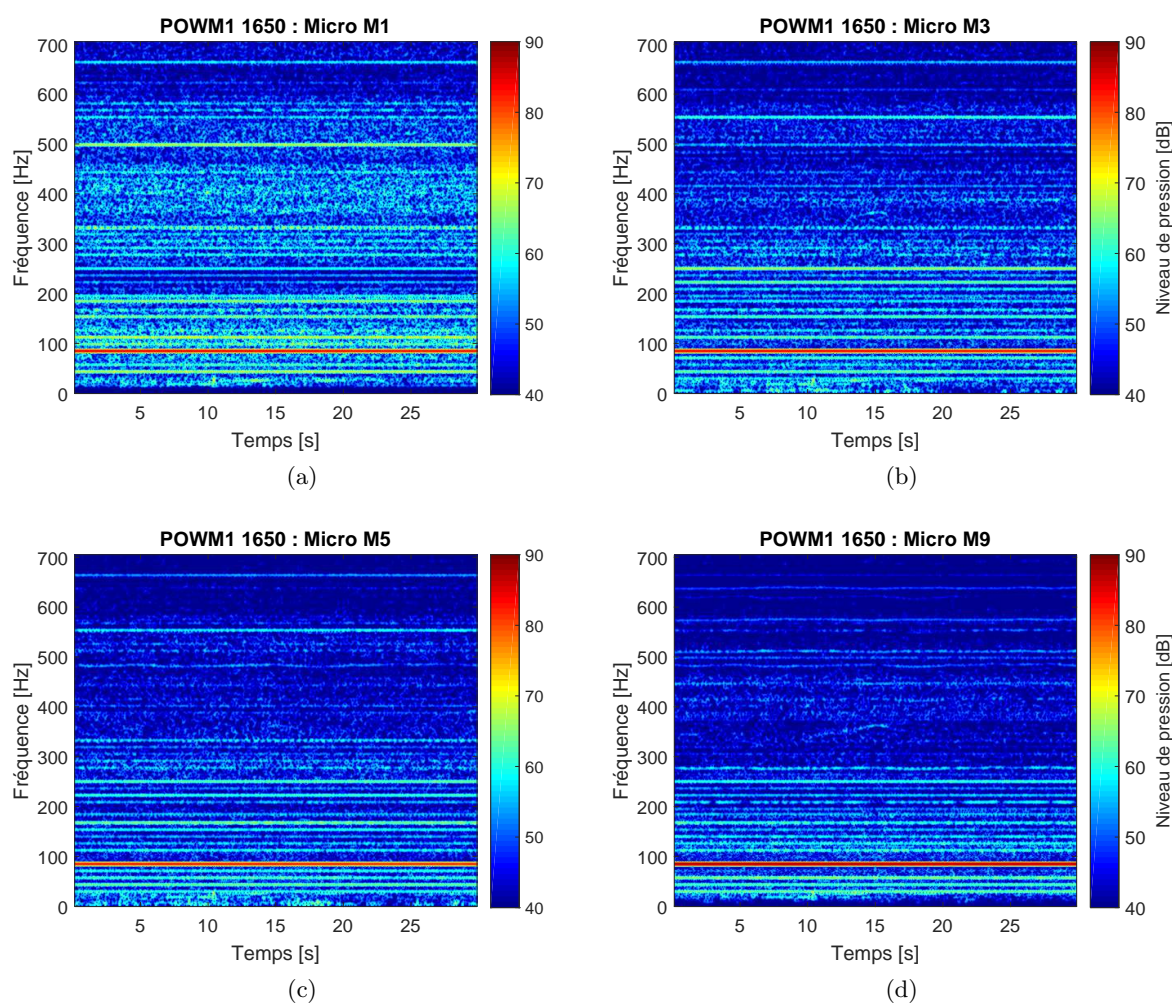 POWM1 1650 : Micro M1
Fréquence [Hz]
700
600
500
400
300
200
100
0
5 10 15 20 25
Temps [s]
90
80
70
60
50
40
(a)
POWM1 1650 : Micro M3
Fréquence [Hz]
700
600
500
400
300
200
100
0
5 10 15 20 25
Temps [s]
90
80
70
60
50
40
Niveau de pression [dB]
(b)
POWM1 1650 : Micro M5
Fréquence [Hz]
700
600
500
400
300
200
100
0
5 10 15 20 25
Temps [s]
90
80
70
60
50
40
(c)
POWM1 1650 : Micro M9
Fréquence [Hz]
700
600
500
400
300
200
100
0
5 10 15 20 25
Temps [s]
90
80
70
60
50
40
Niveau de pression [dB]
(d)